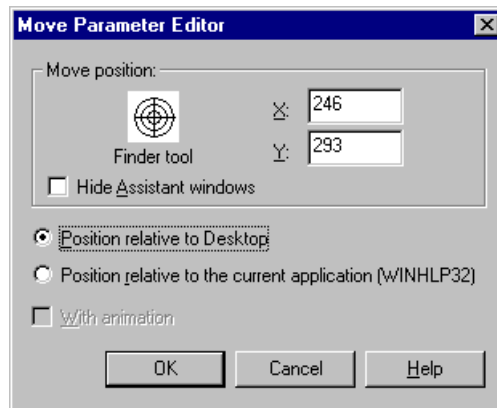 Move Parameter Editor
Move position:
X: 246
Finder tool
Y: 293
Hide Assistant windows
Position relative to Desktop
Position relative to the current application (WINHLP32)
With animation
OK Cancel Help